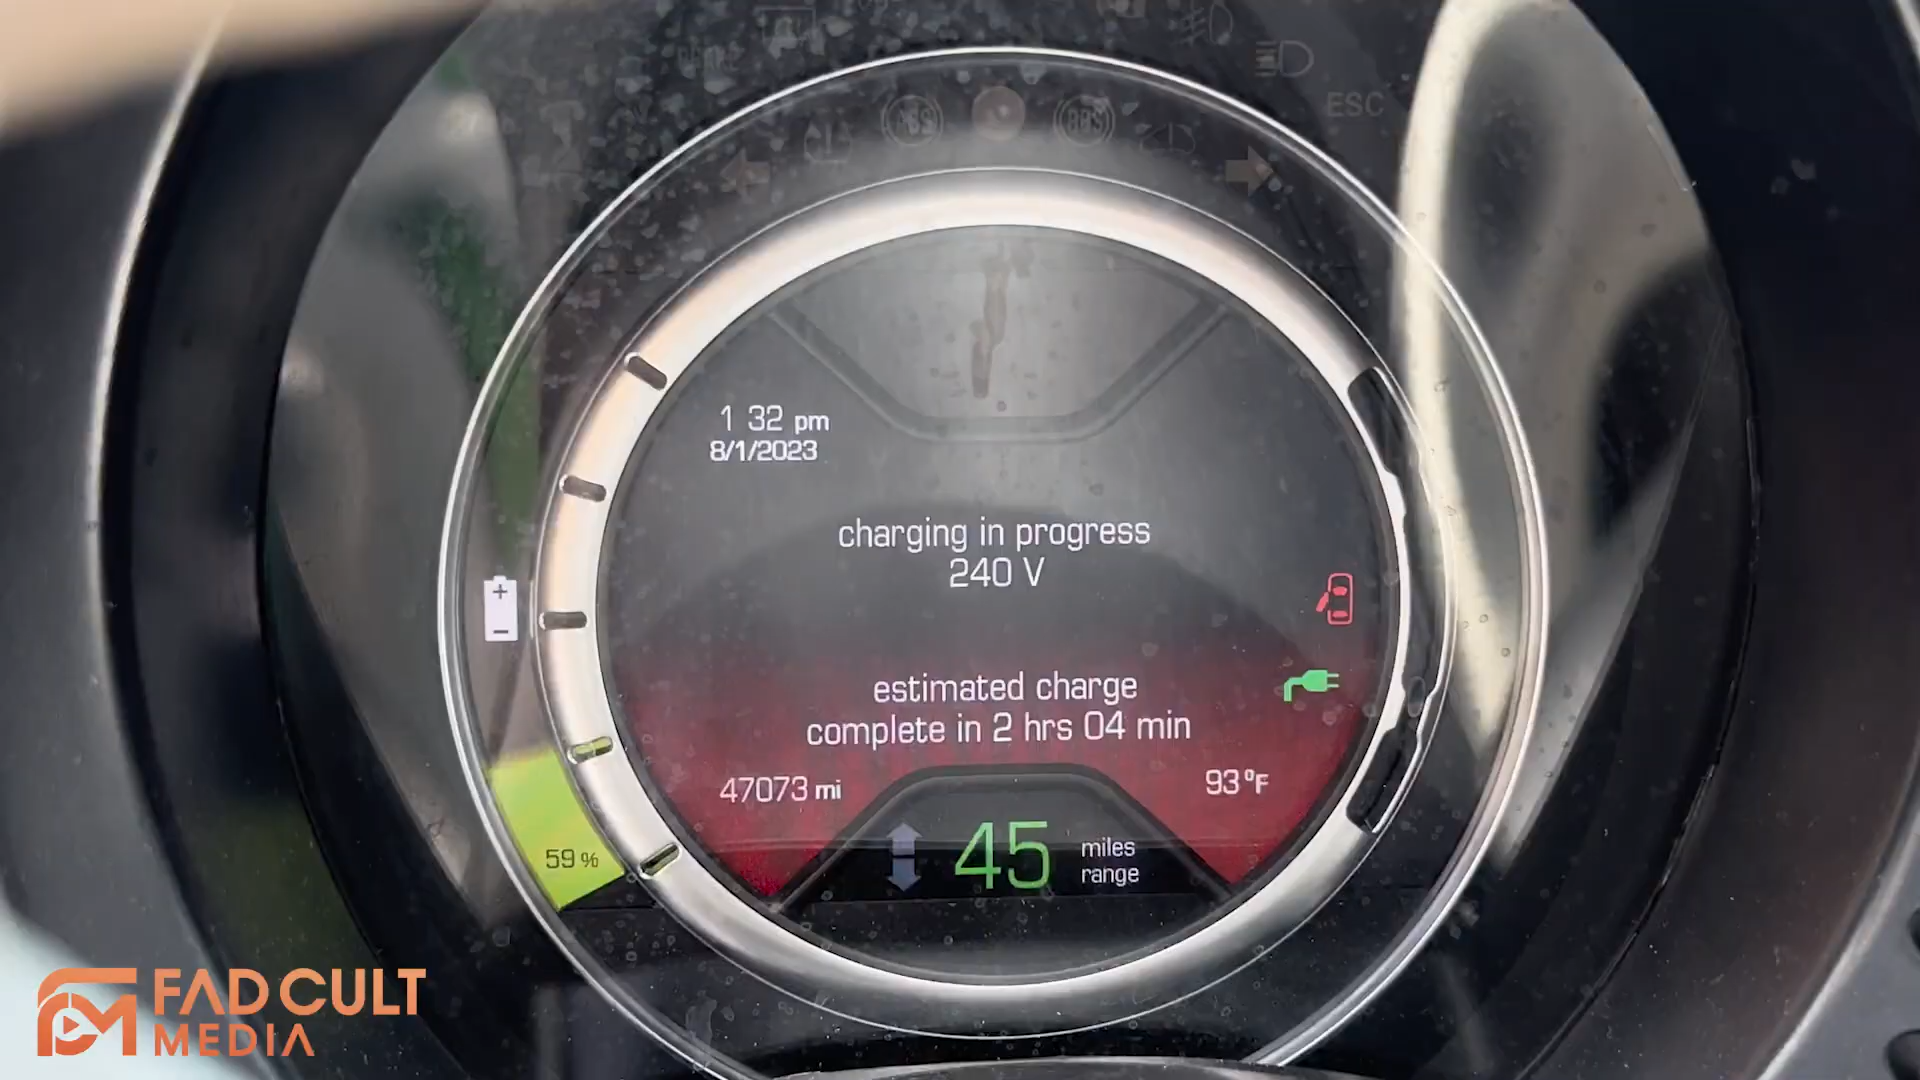 ESC
1 32 pm
8/1/2023
charging in progress
240 V
estimated charge
complete in 2 hrs 04 min
47073 mi
93°F
59 %
45 miles
range
FAD CULT
MEDIA